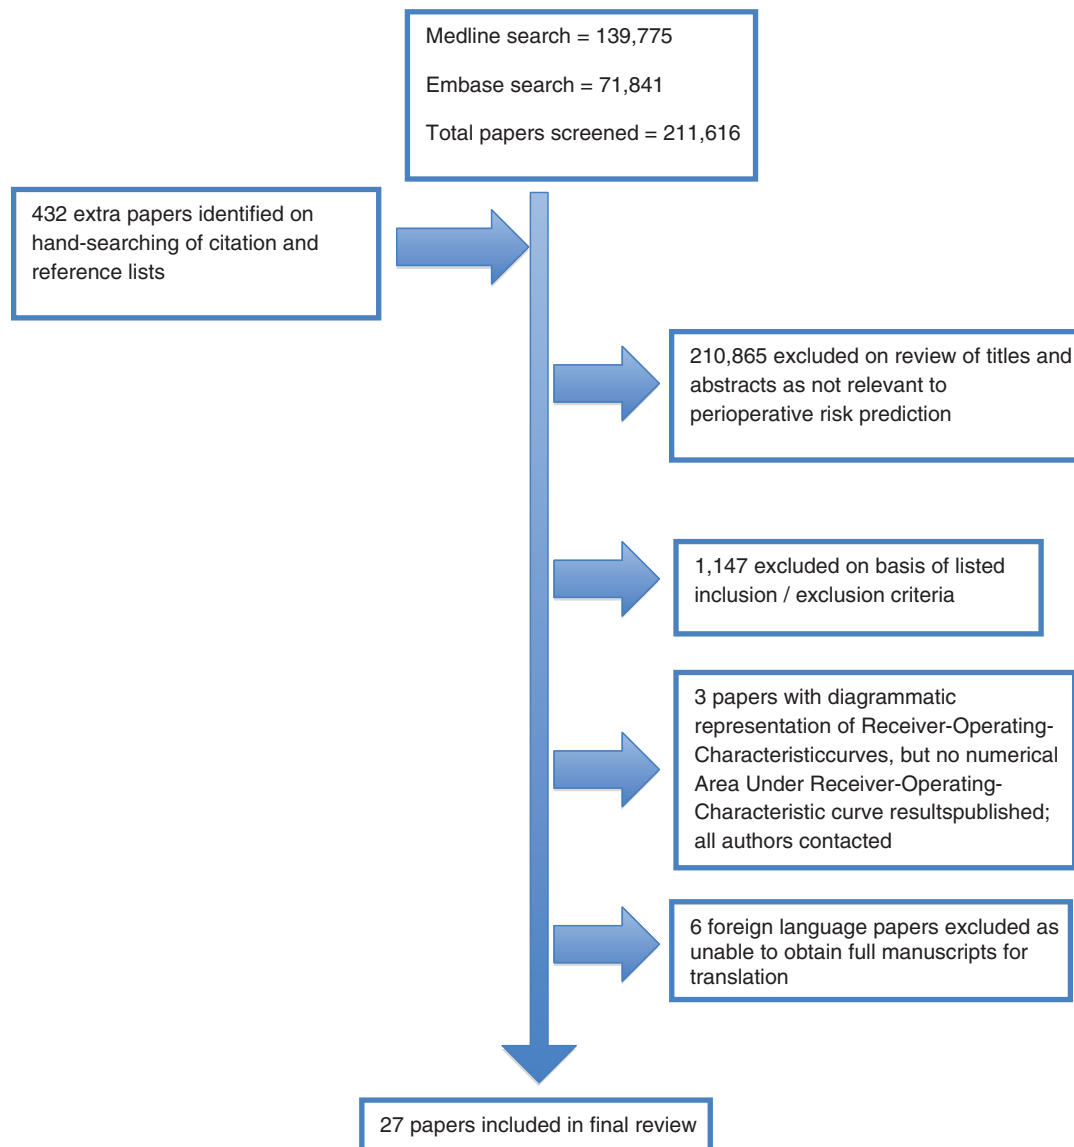 Medline search = 139,775
Embase search = 71,841
Total papers screened = 211,616
432 extra papers identified on
hand-searching of citation and
reference lists
210,865 excluded on review of titles and
abstracts as not relevant to
perioperative risk prediction
1,147 excluded on basis of listed
inclusion / exclusion criteria
3 papers with diagrammatic
representation of Receiver-Operating-
Characteristiccurves, but no numerical
Area Under Receiver-Operating-
Characteristic curve resultspublished;
all authors contacted
6 foreign language papers excluded as
unable to obtain full manuscripts for
translation
27 papers included in final review